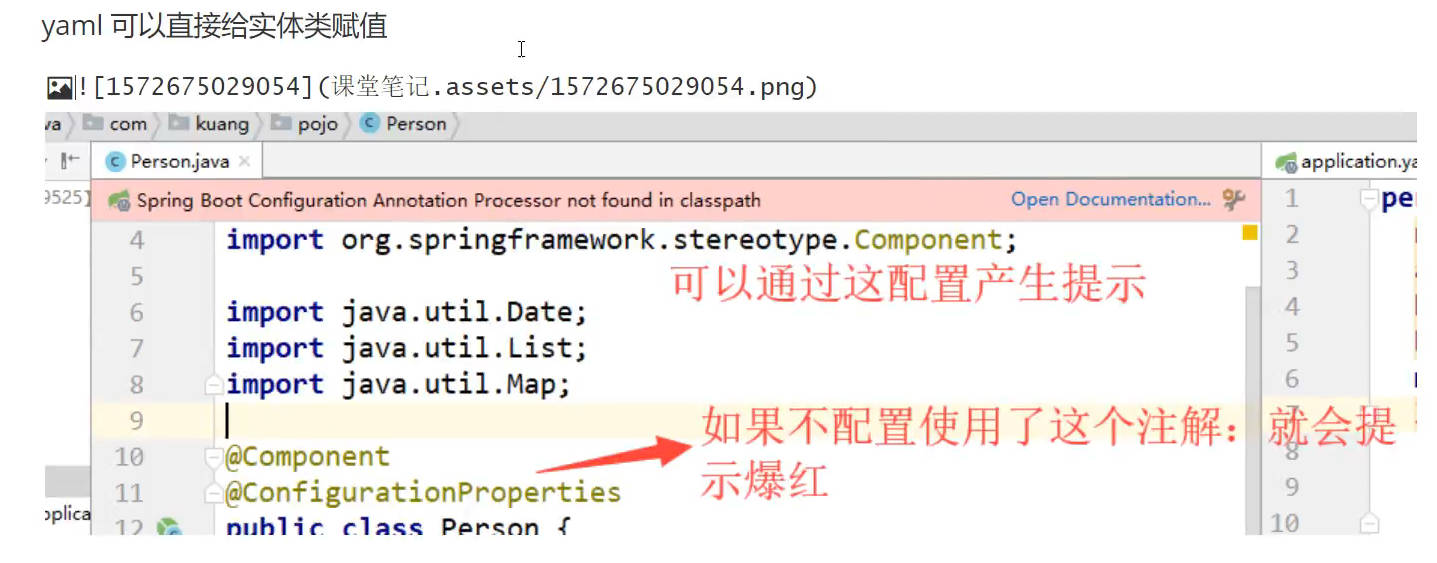 yaml 可以直接给实体类赋值
![1572675029054](课堂笔记.assets/1572675029054.png)
va com kuang pojo Person
Person.java
application.ya
9525]
Spring Boot Configuration Annotation Processor not found in classpath Open Documentation...
1 pe
4 import org.springframework.stereotype.Component;
2
可以通过这配置产生提示
5
3
6 import java.util.Date;
4
7 import java.util.List;
5
8 import java.util.Map;
6
9
7
如果不配置使用了这个注解：就会提
示爆红
10 @Component
8
11 @ConfigurationProperties
9
pplica
12 public class Person {
10